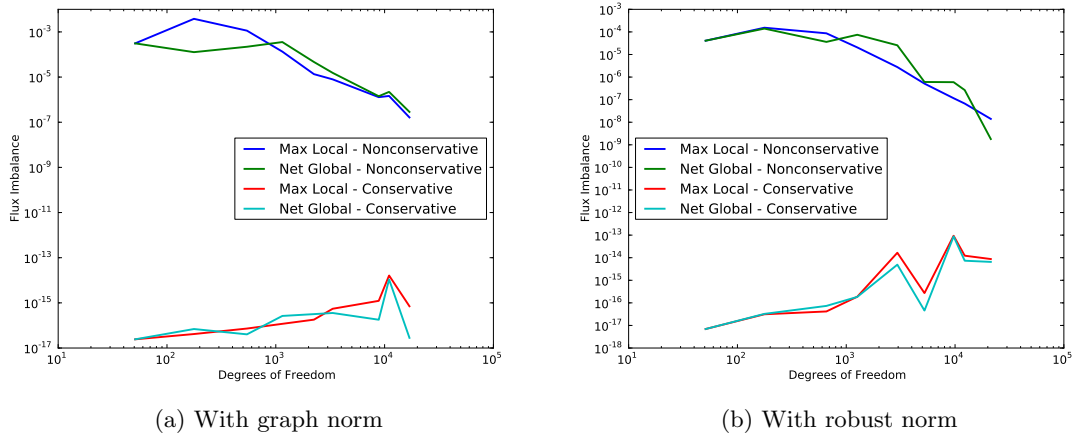 10^-3
10^-5
10^-7
10^-9
10^-11
10^-13
10^-15
10^-17
Flux Imbalance
10^1 10^2 10^3 10^4 10^5
Degrees of Freedom
Max Local - Nonconservative
Net Global - Nonconservative
Max Local - Conservative
Net Global - Conservative
(a) With graph norm
10^-3
10^-4
10^-5
10^-6
10^-7
10^-8
10^-9
10^-10
10^-11
10^-12
10^-13
10^-14
10^-15
10^-16
10^-17
10^-18
Flux Imbalance
10^1 10^2 10^3 10^4 10^5
Degrees of Freedom
Max Local - Nonconservative
Net Global - Nonconservative
Max Local - Conservative
Net Global - Conservative
(b) With robust norm